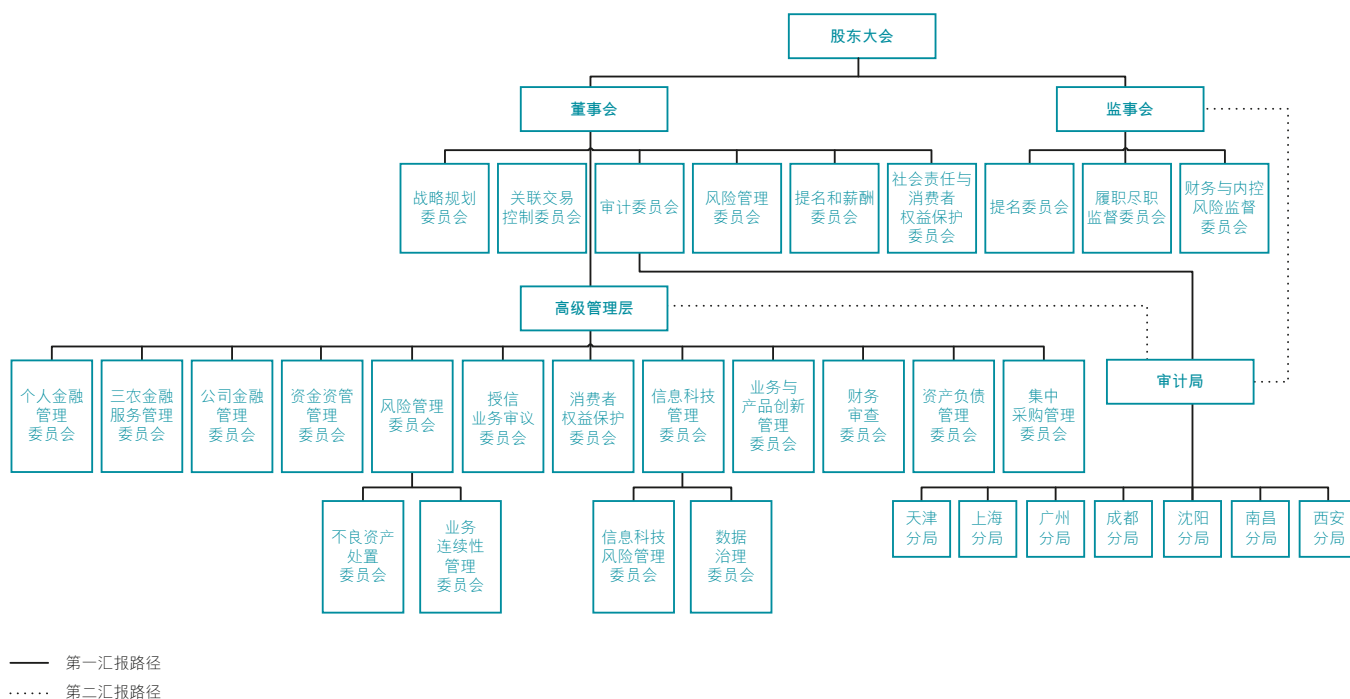 股东大会
董事会
监事会
战略规划
委员会
关联交易
控制委员会
审计委员会
风险管理
委员会
提名和薪酬
委员会
社会责任与
消费者
权益保护
委员会
提名委员会
履职尽职
监督委员会
财务与内控
风险监督
委员会
高级管理层
审计局
个人金融
管理
委员会
三农金融
服务管理
委员会
公司金融
管理
委员会
资金资管
管理
委员会
风险管理
委员会
授信
业务审议
委员会
消费者
权益保护
委员会
信息科技
管理
委员会
业务与
产品创新
管理
委员会
财务
审查
委员会
资产负债
管理
委员会
集中
采购管理
委员会
不良资产
处置
委员会
业务
连续性
管理
委员会
信息科技
风险管理
委员会
数据
治理
委员会
天津
分局
上海
分局
广州
分局
成都
分局
沈阳
分局
南昌
分局
西安
分局
第一汇报路径
第二汇报路径